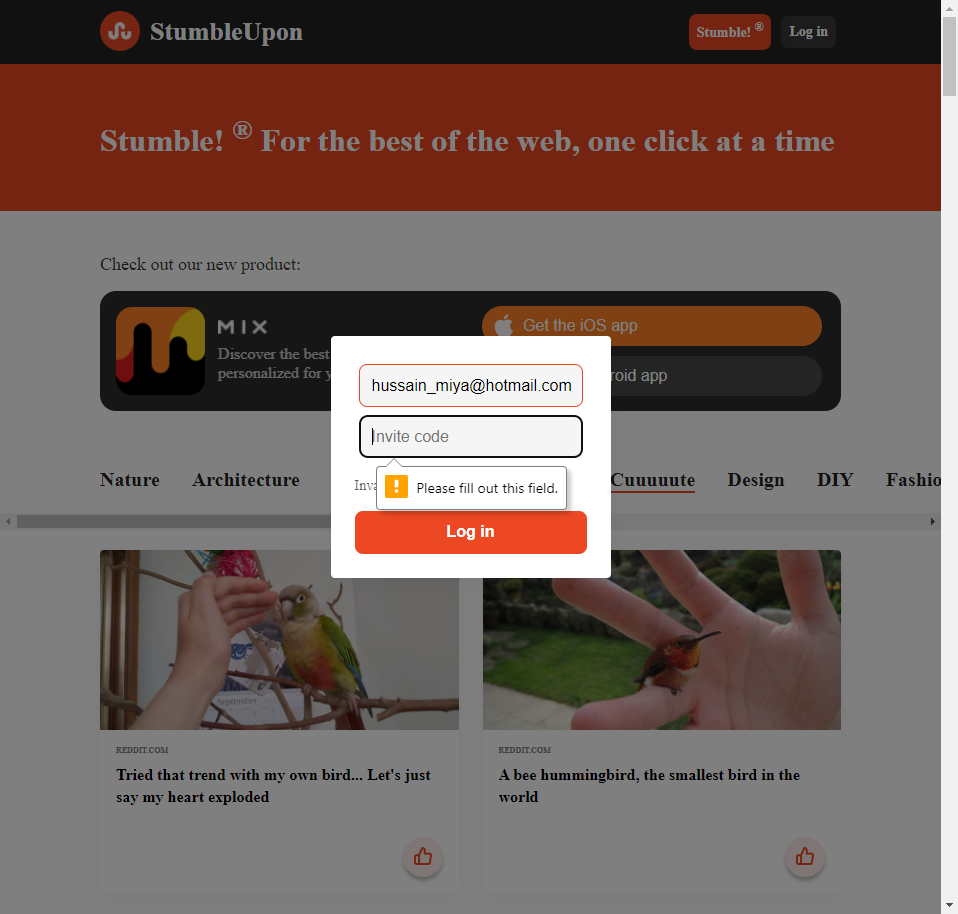 StumbleUpon
Stumble! ®
Log in
Stumble! ® For the best of the web, one click at a time
Check out our new product:
MIX
Discover the best
personalized for y
Get the iOS app
roid app
hussain_miya@hotmail.com
Invite code
Inva
Please fill out this field.
Log in
Nature
Architecture
Cuuuuute
Design
DIY
Fashio
September
REDDIT.COM
Tried that trend with my own bird... Let's just
say my heart exploded
REDDIT.COM
A bee hummingbird, the smallest bird in the
world